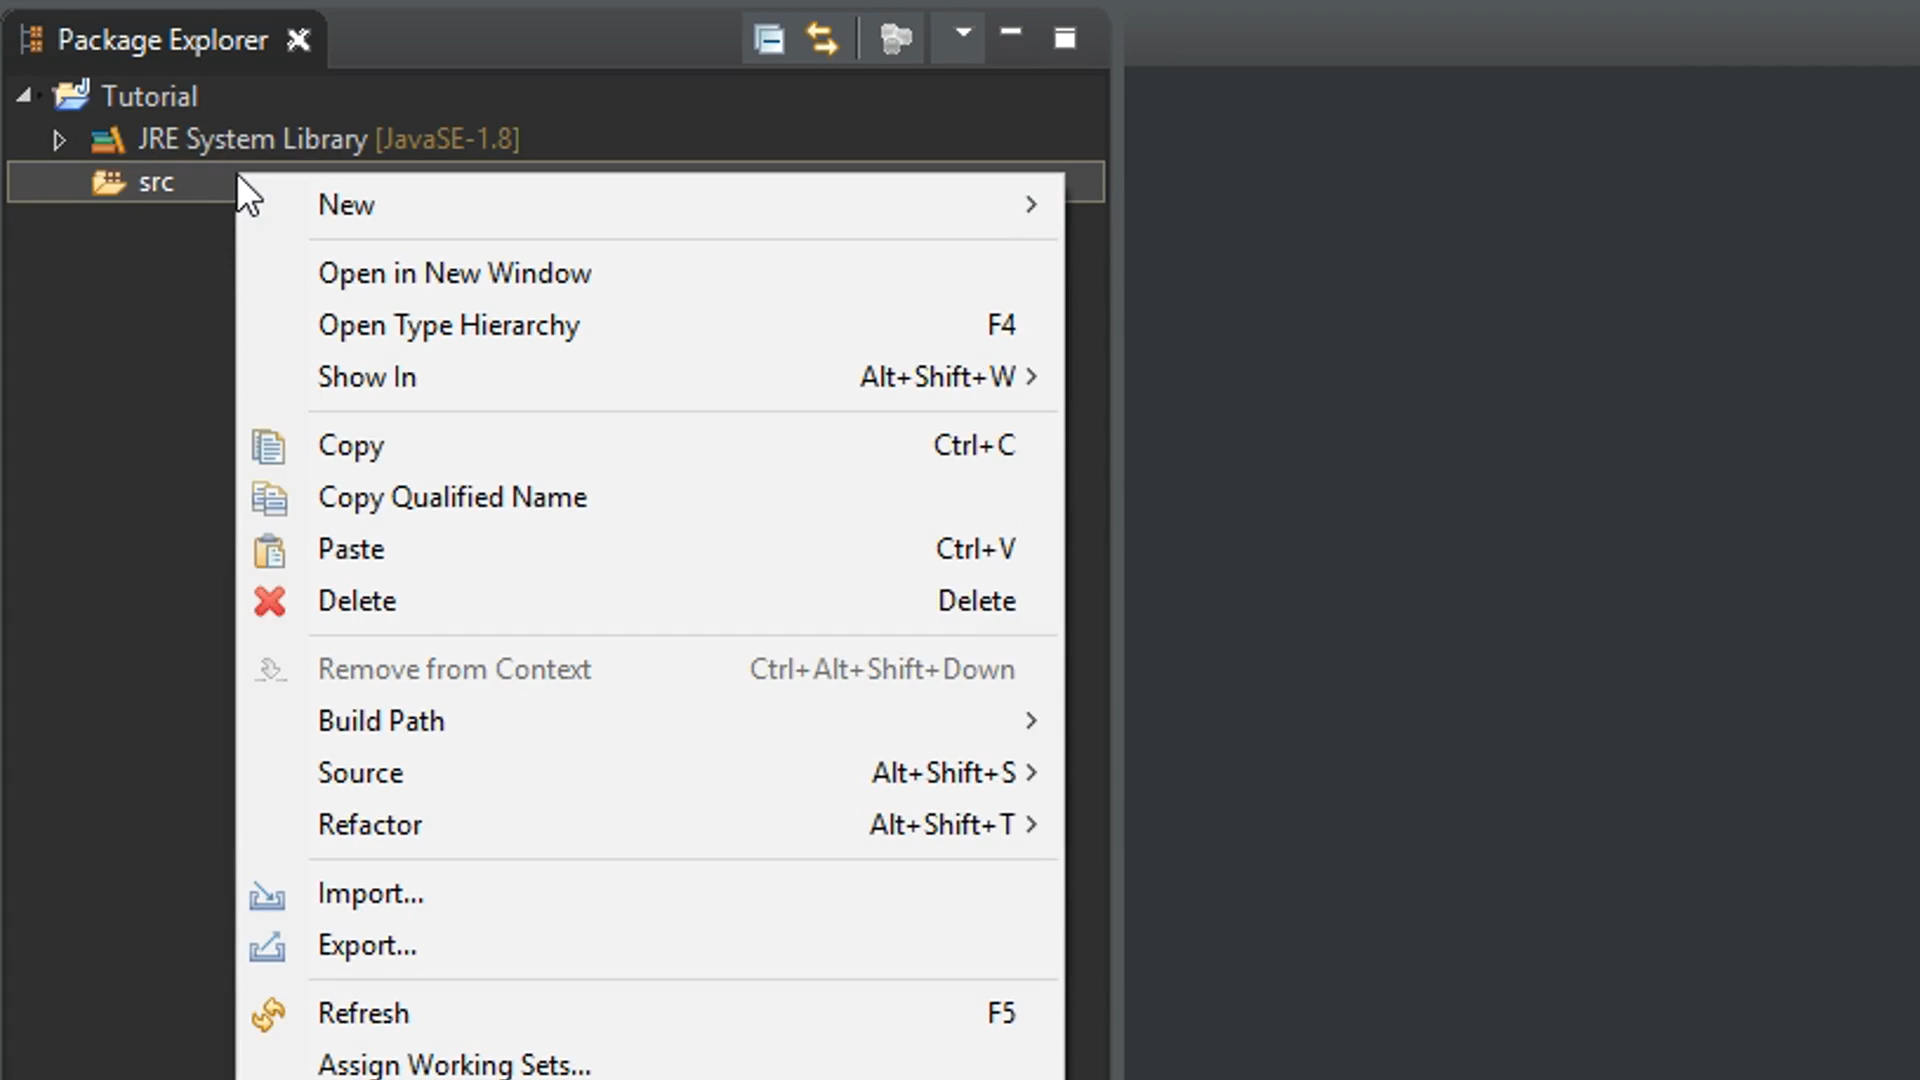 Package Explorer
Tutorial
JRE System Library [JavaSE-1.8]
src
New
Open in New Window
Open Type Hierarchy F4
Show In Alt+Shift+W
Copy Ctrl+C
Copy Qualified Name
Paste Ctrl+V
Delete Delete
Remove from Context Ctrl+Alt+Shift+Down
Build Path
Source Alt+Shift+S
Refactor Alt+Shift+T
Import...
Export...
Refresh F5
Assign Working Sets...